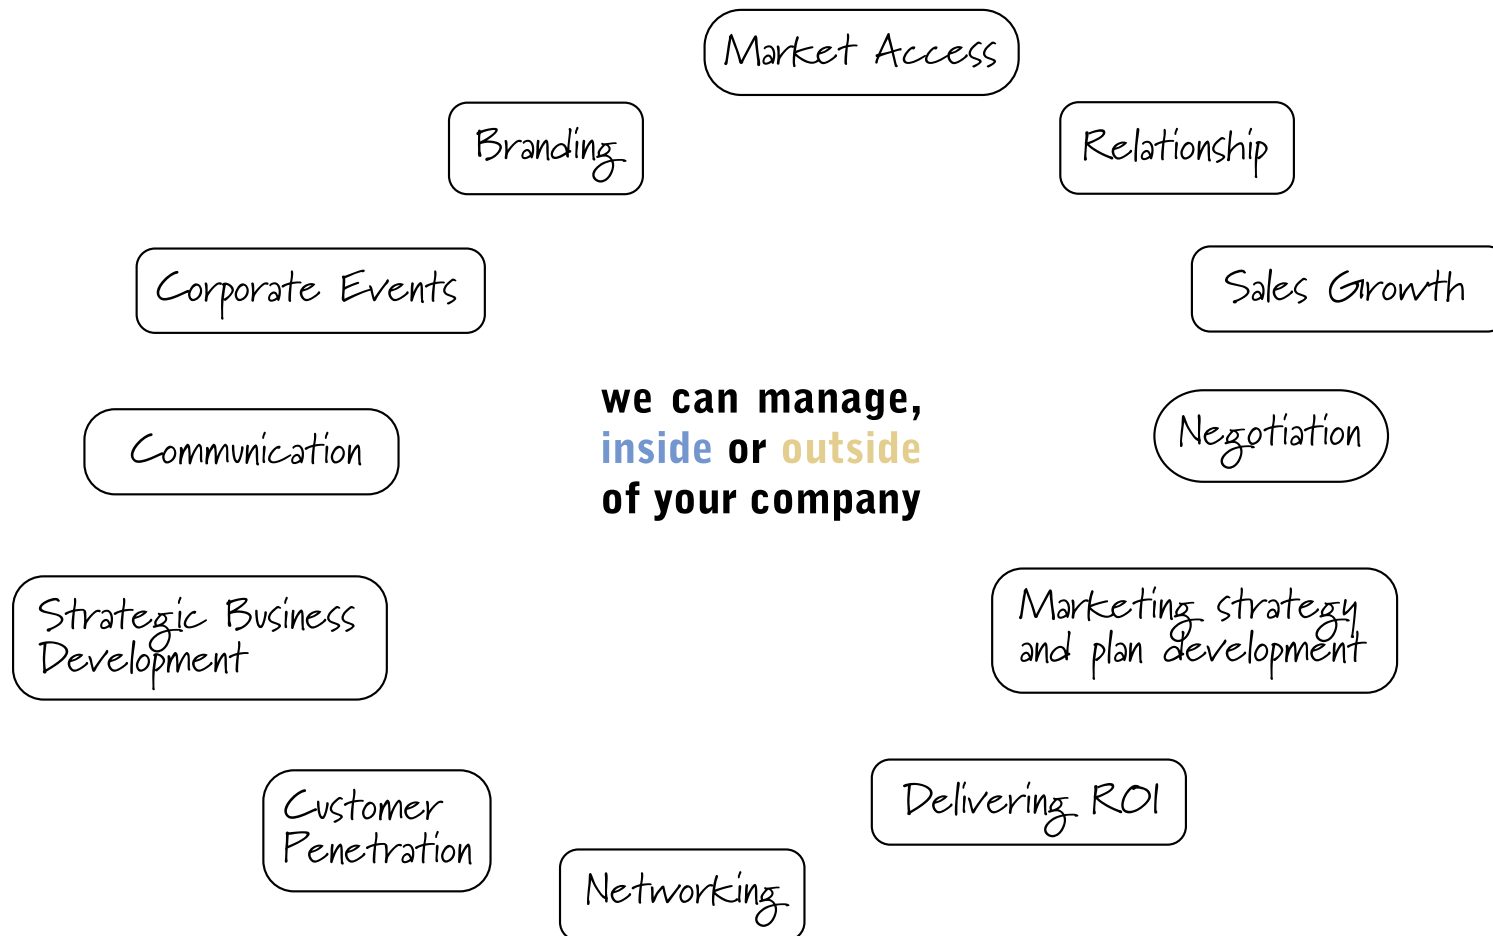 Market Access
Branding
Relationship
Corporate Events
Sales Growth
we can manage,
inside or outside
of your company
Communication
Negotiation
Strategic Business
Development
Marketing strategy
and plan development
Customer
Penetration
Delivering ROI
Networking